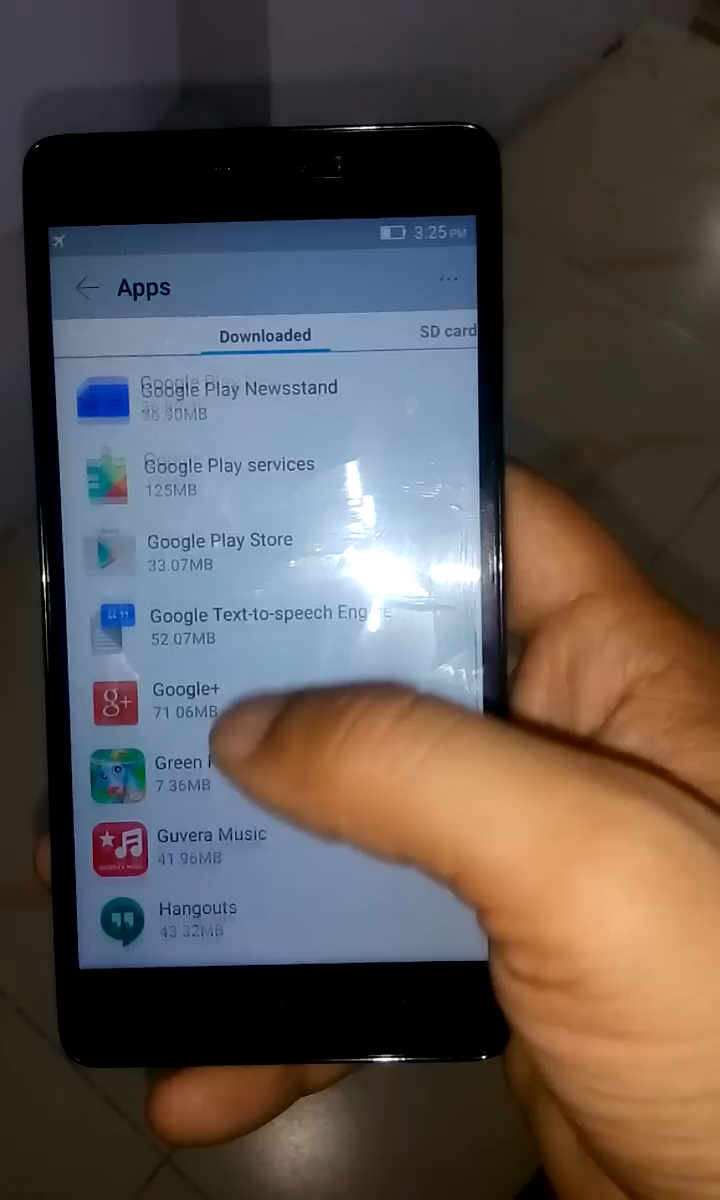 3:25 PM
Apps
Downloaded
SD card
Google Play Newsstand
Google Play services
125MB
Google Play Store
33.07MB
Google Text-to-speech
52.07MB
g+
Google+
71.06MB
Green
7.36MB
Guvera Music
41.96MB
Hangouts
43.32MB